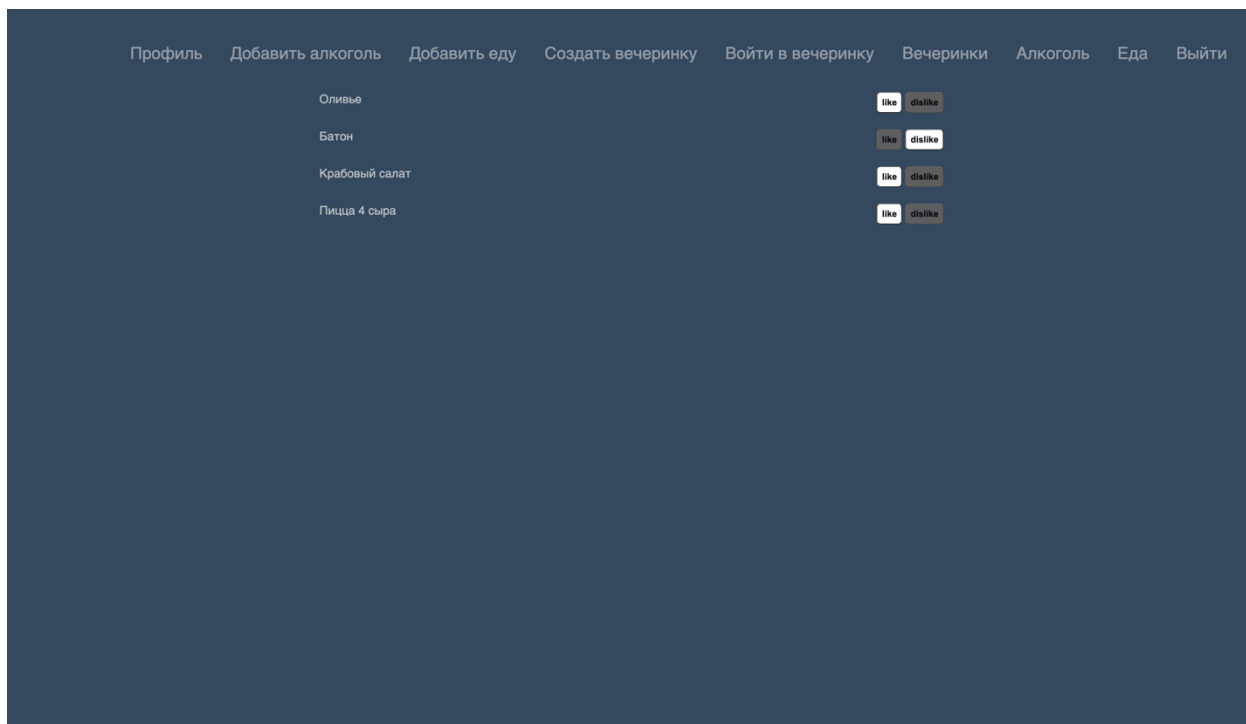 Профиль Добавить алкоголь Добавить еду Создать вечеринку Войти в вечеринку Вечеринки Алкоголь Еда Выйти
Оливье like dislike
Батон like dislike
Крабовый салат like dislike
Пицца 4 сыра like dislike